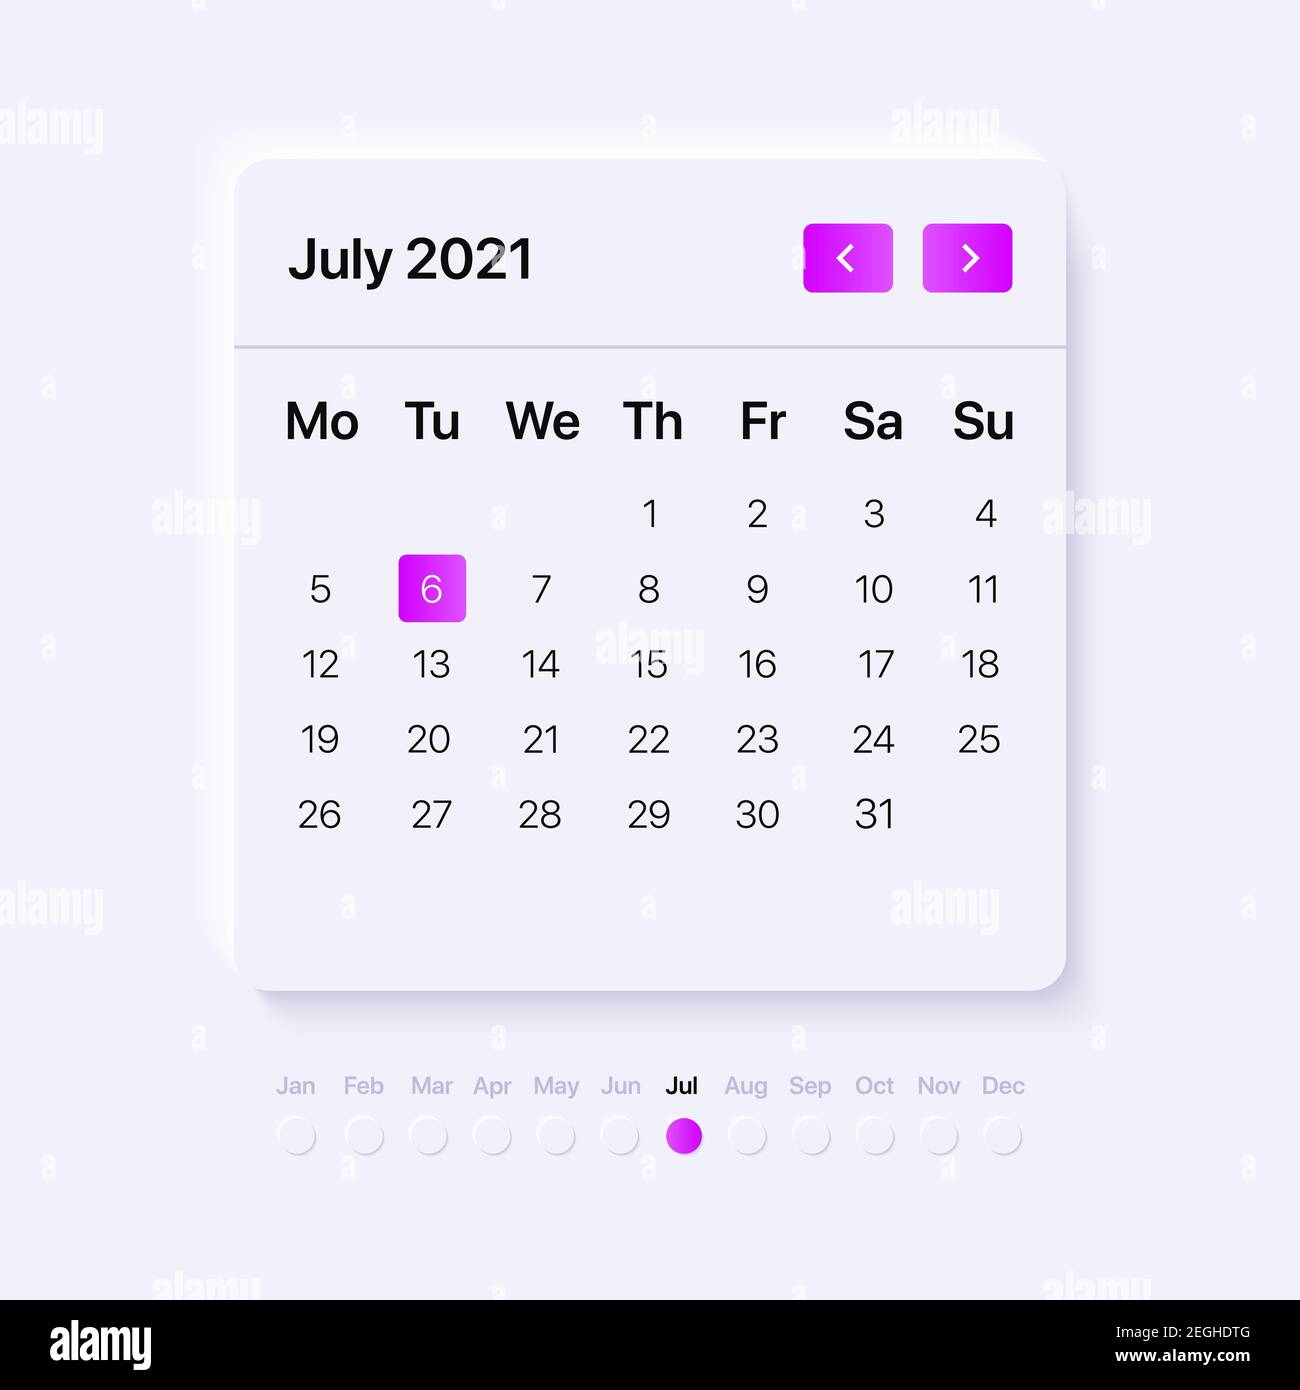 July 2021
Mo Tu We Th Fr Sa Su
1 2 3 4
5 6 7 8 9 10 11
12 13 14 15 16 17 18
19 20 21 22 23 24 25
26 27 28 29 30 31
Jan Feb Mar Apr May Jun Jul Aug Sep Oct Nov Dec
alamy
Image ID: 2EGHDTG
www.alamy.com